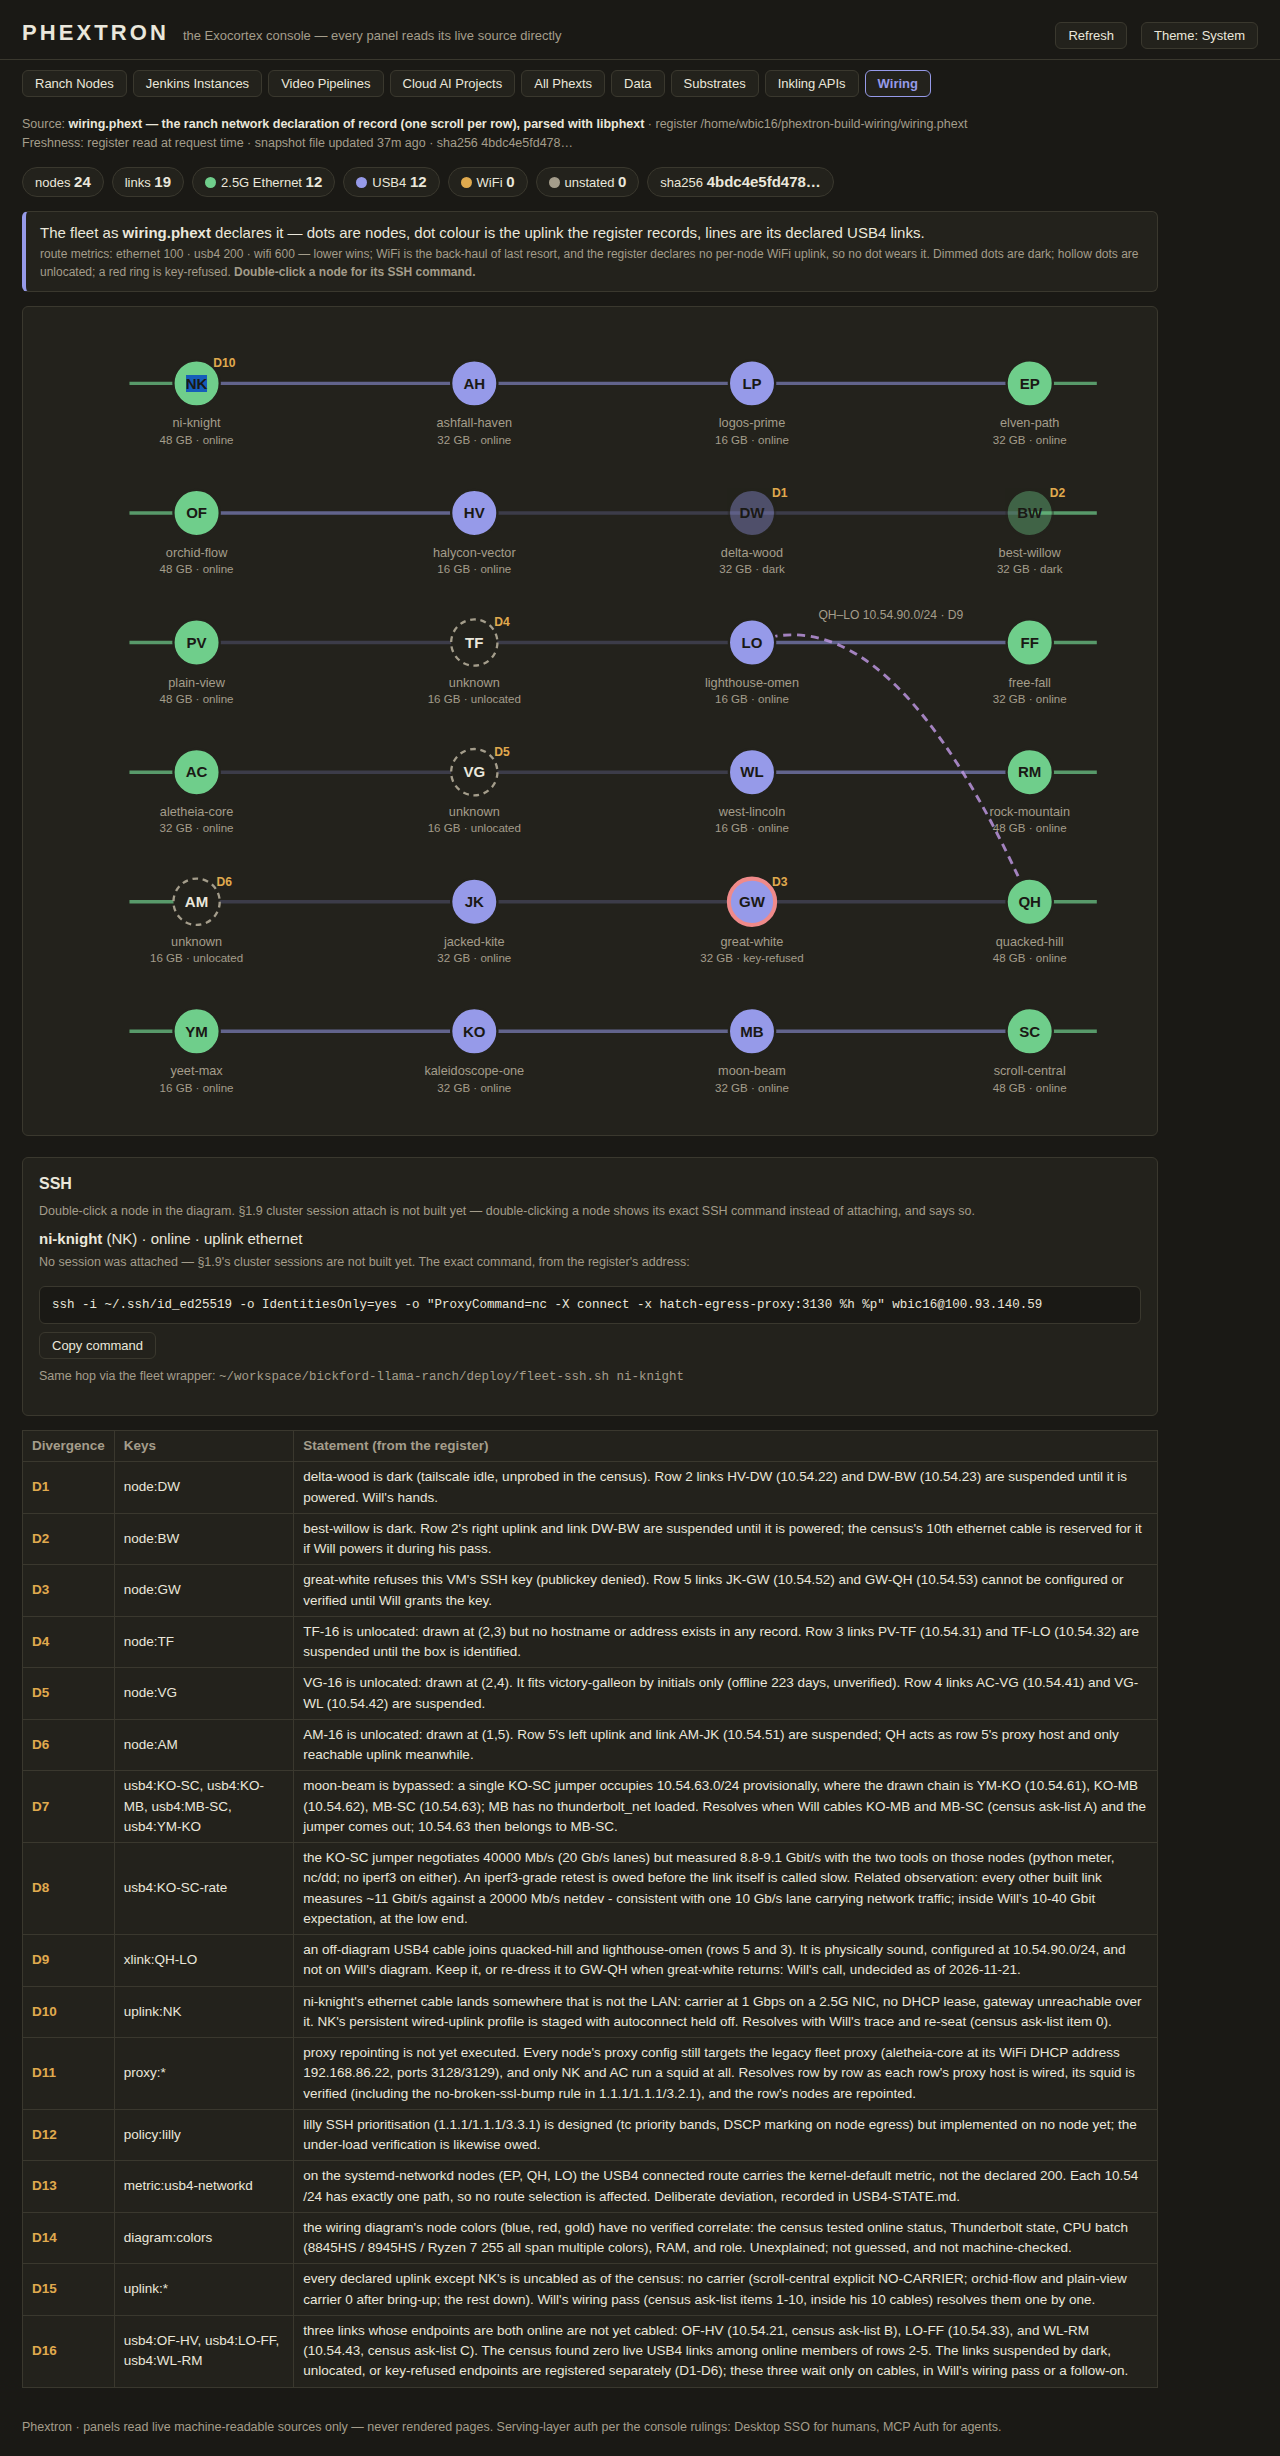 PHEXTRON the Exocortex console — every panel reads its live source directly Refresh Theme: System
Ranch Nodes Jenkins Instances Video Pipelines Cloud AI Projects All Phexts Data Substrates Inkling APIs Wiring
Source: wiring.phext — the ranch network declaration of record (one scroll per row), parsed with libphext · register /home/wbic16/phextron-build-wiring/wiring.phext
Freshness: register read at request time · snapshot file updated 37m ago · sha256 4bdc4e5fd478…
nodes 24 links 19 2.5G Ethernet 12 USB4 12 WiFi 0 unstated 0 sha256 4bdc4e5fd478…
The fleet as wiring.phext declares it — dots are nodes, dot colour is the uplink the register records, lines are its declared USB4 links.
route metrics: ethernet 100 · usb4 200 · wifi 600 — lower wins; WiFi is the back-haul of last resort, and the register declares no per-node WiFi uplink, so no dot wears it. Dimmed dots are dark; hollow dots are
unlocated; a red ring is key-refused. Double-click a node for its SSH command.
D10
NK AH LP EP
ni-knight ashfall-haven logos-prime elven-path
48 GB · online 32 GB · online 16 GB · online 32 GB · online
D1 D2
OF HV DW BW
orchid-flow halycon-vector delta-wood best-willow
48 GB · online 16 GB · online 32 GB · dark 32 GB · dark
QH–LO 10.54.90.0/24 · D9
D4
PV TF LO FF
plain-view unknown lighthouse-omen free-fall
48 GB · online 16 GB · unlocated 16 GB · online 32 GB · online
D5
AC VG WL RM
aletheia-core unknown west-lincoln rock-mountain
32 GB · online 16 GB · unlocated 16 GB · online 48 GB · online
D6 D3
AM JK GW QH
unknown jacked-kite great-white quacked-hill
16 GB · unlocated 32 GB · online 32 GB · key-refused 48 GB · online
YM KO MB SC
yeet-max kaleidoscope-one moon-beam scroll-central
16 GB · online 32 GB · online 32 GB · online 48 GB · online
SSH
Double-click a node in the diagram. §1.9 cluster session attach is not built yet — double-clicking a node shows its exact SSH command instead of attaching, and says so.
ni-knight (NK) · online · uplink ethernet
No session was attached — §1.9's cluster sessions are not built yet. The exact command, from the register's address:
ssh -i ~/.ssh/id_ed25519 -o IdentitiesOnly=yes -o "ProxyCommand=nc -X connect -x hatch-egress-proxy:3130 %h %p" wbic16@100.93.140.59
Copy command
Same hop via the fleet wrapper: ~/workspace/bickford-llama-ranch/deploy/fleet-ssh.sh ni-knight
Divergence Keys Statement (from the register)
D1 node:DW delta-wood is dark (tailscale idle, unprobed in the census). Row 2 links HV-DW (10.54.22) and DW-BW (10.54.23) are suspended until it is
powered. Will's hands.
D2 node:BW best-willow is dark. Row 2's right uplink and link DW-BW are suspended until it is powered; the census's 10th ethernet cable is reserved for it
if Will powers it during his pass.
D3 node:GW great-white refuses this VM's SSH key (publickey denied). Row 5 links JK-GW (10.54.52) and GW-QH (10.54.53) cannot be configured or
verified until Will grants the key.
D4 node:TF TF-16 is unlocated: drawn at (2,3) but no hostname or address exists in any record. Row 3 links PV-TF (10.54.31) and TF-LO (10.54.32) are
suspended until the box is identified.
D5 node:VG VG-16 is unlocated: drawn at (2,4). It fits victory-galleon by initials only (offline 223 days, unverified). Row 4 links AC-VG (10.54.41) and VG-
WL (10.54.42) are suspended.
D6 node:AM AM-16 is unlocated: drawn at (1,5). Row 5's left uplink and link AM-JK (10.54.51) are suspended; QH acts as row 5's proxy host and only
reachable uplink meanwhile.
D7 usb4:KO-SC, usb4:KO-MB, usb4:MB-SC, usb4:YM-KO moon-beam is bypassed: a single KO-SC jumper occupies 10.54.63.0/24 provisionally, where the drawn chain is YM-KO (10.54.61), KO-MB
(10.54.62), MB-SC (10.54.63); MB has no thunderbolt_net loaded. Resolves when Will cables KO-MB and MB-SC (census ask-list A) and the
jumper comes out; 10.54.63 then belongs to MB-SC.
D8 usb4:KO-SC-rate the KO-SC jumper negotiates 40000 Mb/s (20 Gb/s lanes) but measured 8.8-9.1 Gbit/s with the two tools on those nodes (python meter,
nc/dd; no iperf3 on either). An iperf3-grade retest is owed before the link itself is called slow. Related observation: every other built link
measures ~11 Gbit/s against a 20000 Mb/s netdev - consistent with one 10 Gb/s lane carrying network traffic; inside Will's 10-40 Gbit
expectation, at the low end.
D9 xlink:QH-LO an off-diagram USB4 cable joins quacked-hill and lighthouse-omen (rows 5 and 3). It is physically sound, configured at 10.54.90.0/24, and
not on Will's diagram. Keep it, or re-dress it to GW-QH when great-white returns: Will's call, undecided as of 2026-11-21.
D10 uplink:NK ni-knight's ethernet cable lands somewhere that is not the LAN: carrier at 1 Gbps on a 2.5G NIC, no DHCP lease, gateway unreachable over
it. NK's persistent wired-uplink profile is staged with autoconnect held off. Resolves with Will's trace and re-seat (census ask-list item 0).
D11 proxy:* proxy repointing is not yet executed. Every node's proxy config still targets the legacy fleet proxy (aletheia-core at its WiFi DHCP address
192.168.86.22, ports 3128/3129), and only NK and AC run a squid at all. Resolves row by row as each row's proxy host is wired, its squid is
verified (including the no-broken-ssl-bump rule in 1.1.1/1.1.1/3.2.1), and the row's nodes are repointed.
D12 policy:lilly lilly SSH prioritisation (1.1.1/1.1.1/3.3.1) is designed (tc priority bands, DSCP marking on node egress) but implemented on no node yet; the
under-load verification is likewise owed.
D13 metric:usb4-networkd on the systemd-networkd nodes (EP, QH, LO) the USB4 connected route carries the kernel-default metric, not the declared 200. Each 10.54
/24 has exactly one path, so no route selection is affected. Deliberate deviation, recorded in USB4-STATE.md.
D14 diagram:colors the wiring diagram's node colors (blue, red, gold) have no verified correlate: the census tested online status, Thunderbolt state, CPU batch
(8845HS / 8945HS / Ryzen 7 255 all span multiple colors), RAM, and role. Unexplained; not guessed, and not machine-checked.
D15 uplink:* every declared uplink except NK's is uncabled as of the census: no carrier (scroll-central explicit NO-CARRIER; orchid-flow and plain-view
carrier 0 after bring-up; the rest down). Will's wiring pass (census ask-list items 1-10, inside his 10 cables) resolves them one by one.
D16 usb4:OF-HV, usb4:LO-FF, usb4:WL-RM three links whose endpoints are both online are not yet cabled: OF-HV (10.54.21, census ask-list B), LO-FF (10.54.33), and WL-RM
(10.54.43, census ask-list C). The census found zero live USB4 links among online members of rows 2-5. The links suspended by dark,
unlocated, or key-refused endpoints are registered separately (D1-D6); these three wait only on cables, in Will's wiring pass or a follow-on.
Phextron · panels read live machine-readable sources only — never rendered pages. Serving-layer auth per the console rulings: Desktop SSO for humans, MCP Auth for agents.